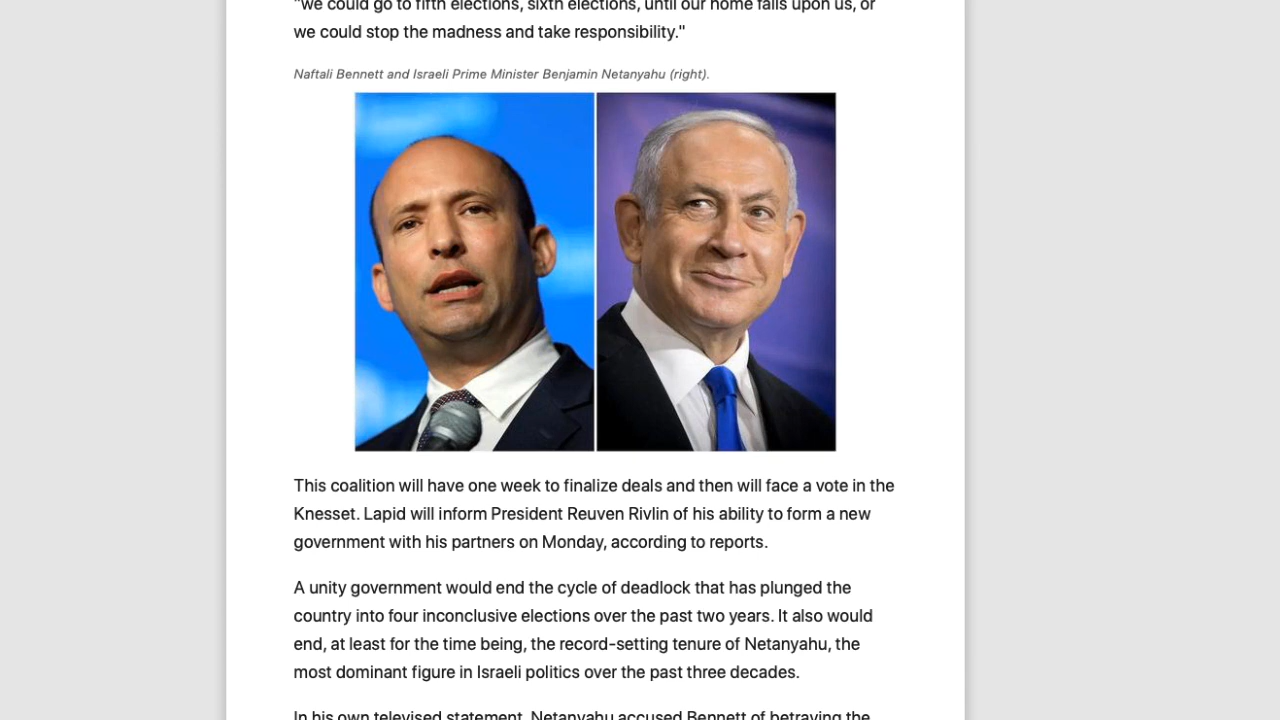 "we could go to fifth elections, sixth elections, until our home falls upon us, or
we could stop the madness and take responsibility."
Naftali Bennett and Israeli Prime Minister Benjamin Netanyahu (right).
This coalition will have one week to finalize deals and then will face a vote in the
Knesset. Lapid will inform President Reuven Rivlin of his ability to form a new
government with his partners on Monday, according to reports.
A unity government would end the cycle of deadlock that has plunged the
country into four inconclusive elections over the past two years. It also would
end, at least for the time being, the record-setting tenure of Netanyahu, the
most dominant figure in Israeli politics over the past three decades.
In his own televised statement, Netanyahu accused Bennett of betraying the